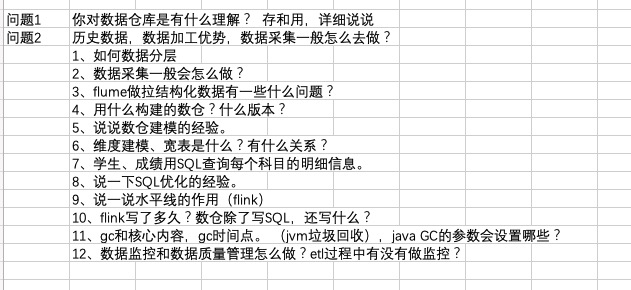 问题1 你对数据仓库是有什么理解？ 存和用，详细说说
问题2 历史数据，数据加工优势，数据采集一般怎么去做？
1、如何数据分层
2、数据采集一般会怎么做？
3、flume做拉结构化数据有一些什么问题？
4、用什么构建的数仓？什么版本？
5、说说数仓建模的经验。
6、维度建模、宽表是什么？有什么关系？
7、学生、成绩用SQL查询每个科目的明细信息。
8、说一下SQL优化的经验。
9、说一说水平线的作用（flink）
10、flink写了多久？数仓除了写SQL，还写什么？
11、gc和核心内容，gc时间点。（jvm垃圾回收），java GC的参数会设置哪些？
12、数据监控和数据质量管理怎么做？etl过程中有没有做监控？